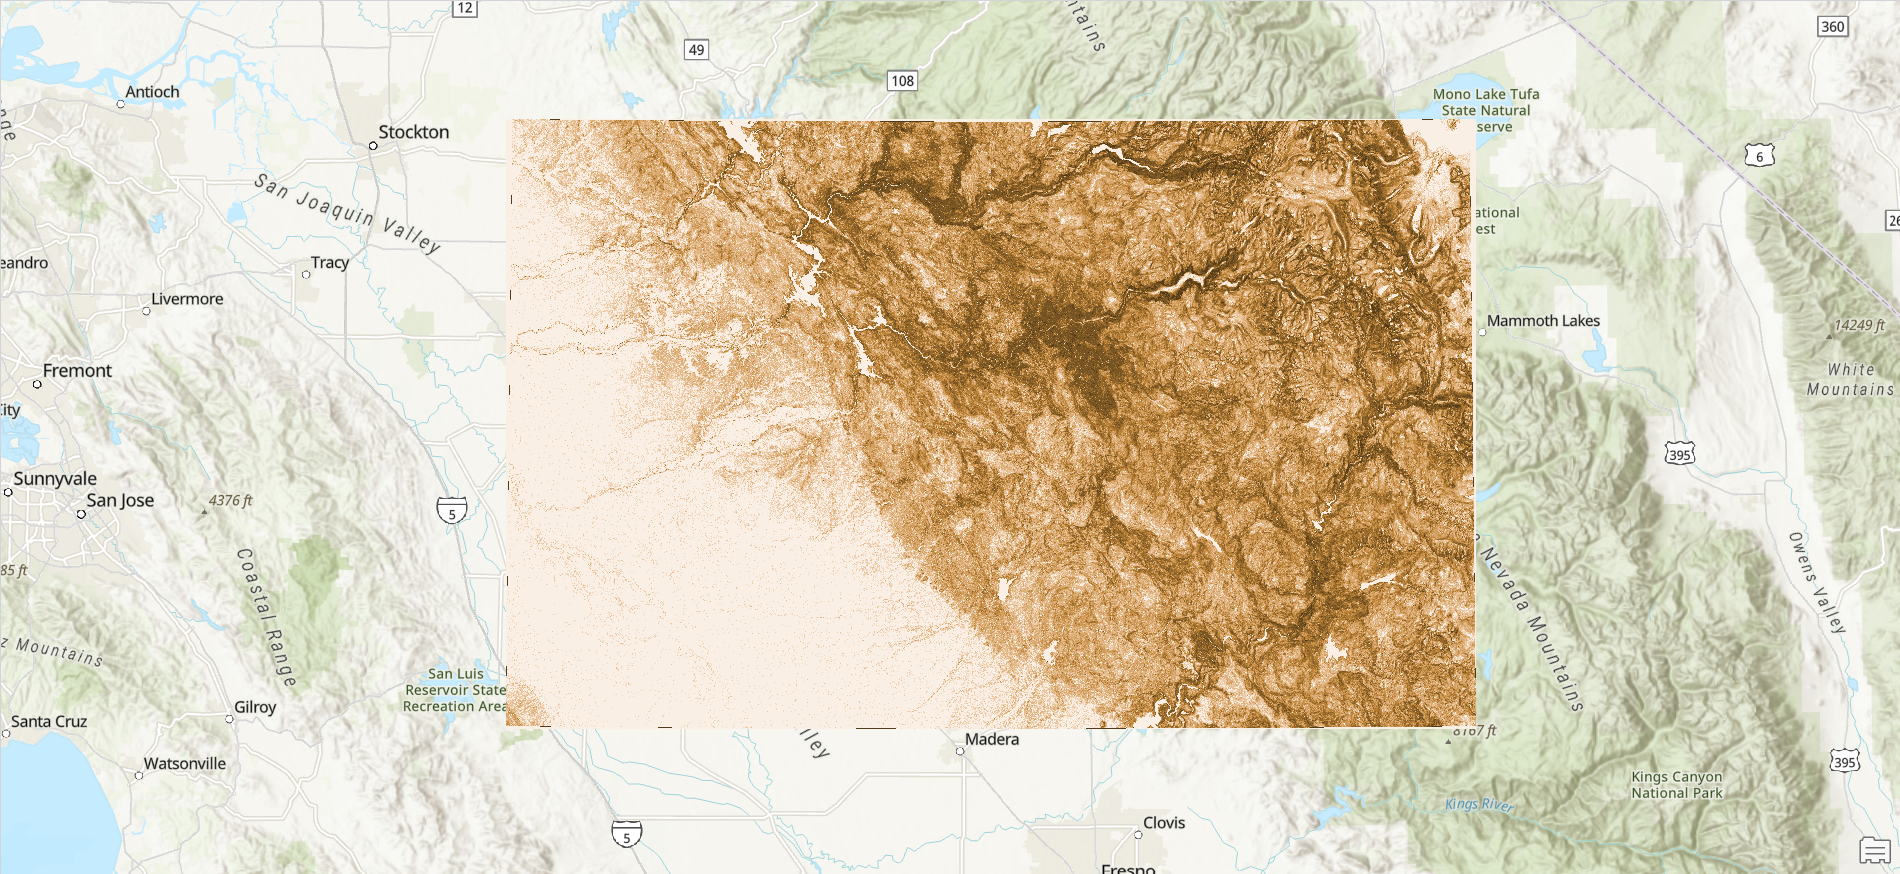 12
49
108
tains
360
Mono Lake Tufa
State Natural
serve
6
Antioch
Stockton
San Joaquin Valley
Tracy
eandro
Livermore
ational
est
26
Mammoth Lakes
14249 ft
White
Mountains
Fremont
City
Sunnyvale
San Jose
4376 ft
5
395
nge
85 ft
Coastal Range
z Mountains
Nevada Mountains
Owens Valley
San Luis
Reservoir State
Recreation Area
Santa Cruz
Gilroy
Watsonville
lley
Madera
8167 ft
Kings Canyon
National Park
395
Kings River
5
Clovis
Fresno